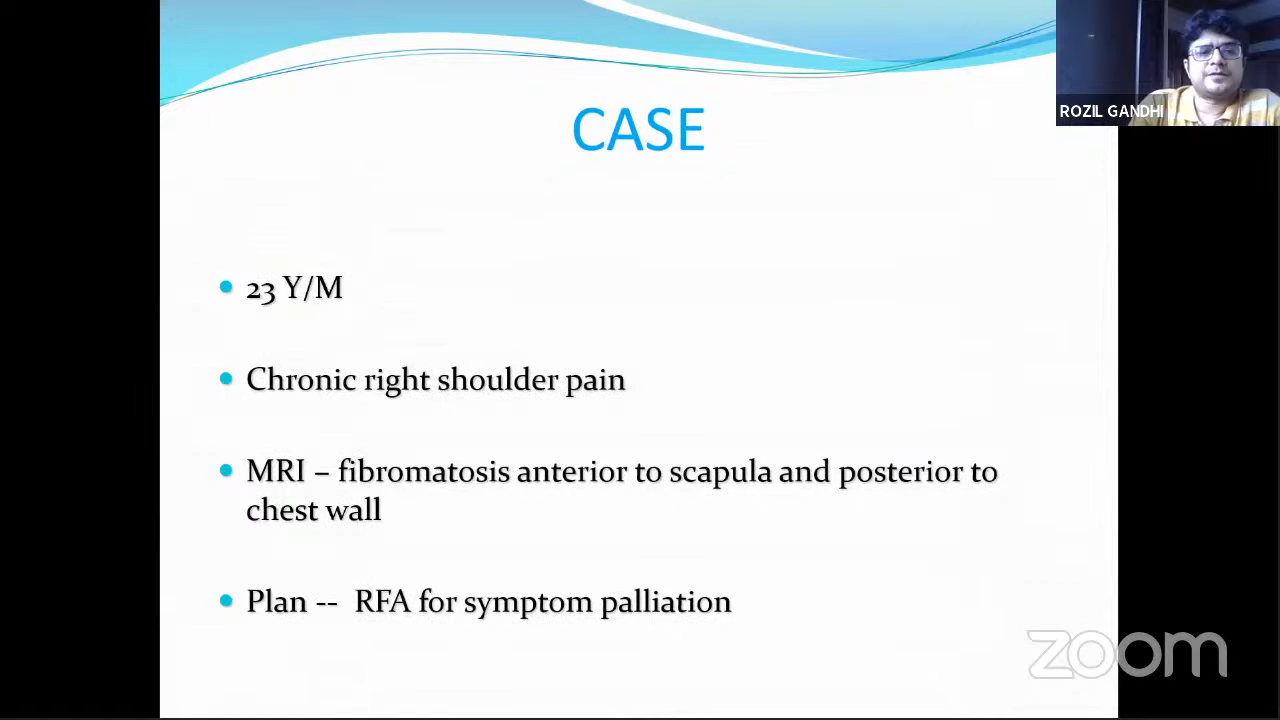 ROZIL GANDHI
CASE
• 23 Y/M
• Chronic right shoulder pain
• MRI – fibromatosis anterior to scapula and posterior to
chest wall
• Plan -- RFA for symptom palliation
zoom